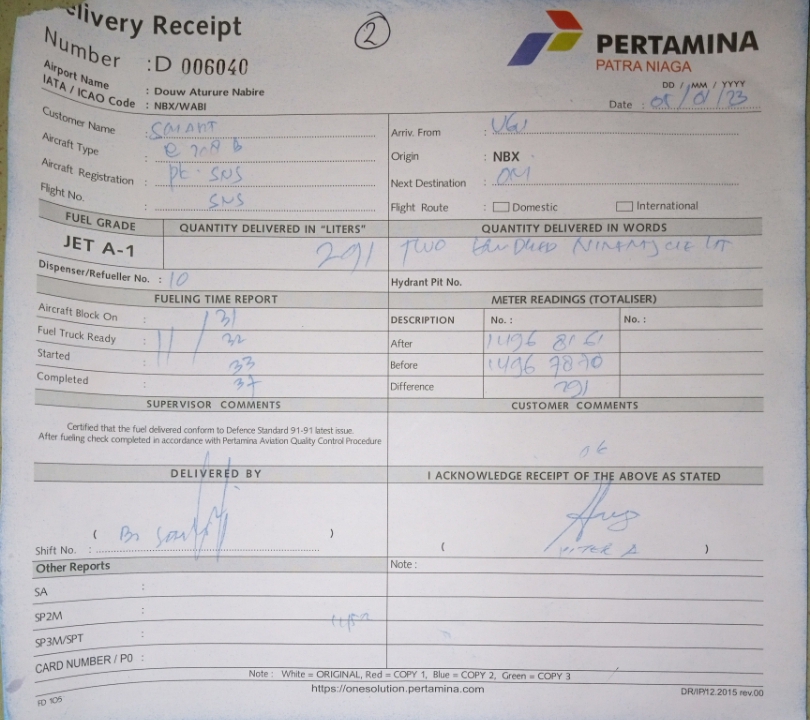 elivery Receipt
2
Number : D 006040
PERTAMINA
PATRA NIAGA
Airport Name : Douw Aturure Nabire
IATA / ICAO Code : NBX/WABI
DD / MM / YYYY
Date : 05/01/23
Customer Name :
Arriv. From : UGU
Aircraft Type : C 208 B
Origin : NBX
Aircraft Registration : PK-SNS
Next Destination :
Flight No. : SNS
Flight Route : Domestic International
FUEL GRADE QUANTITY DELIVERED IN "LITERS" QUANTITY DELIVERED IN WORDS
JET A-1 291 TWO
Dispenser/Refueller No. : 10
Hydrant Pit No.
FUELING TIME REPORT METER READINGS (TOTALISER)
Aircraft Block On : 11/31
DESCRIPTION No. : No. :
Fuel Truck Ready : 32
After 1496 8161
Started : 33
Before 1496 7870
Completed : 37
Difference 291
SUPERVISOR COMMENTS CUSTOMER COMMENTS
Certified that the fuel delivered conform to Defence Standard 91-91 latest issue.
After fueling check completed in accordance with Pertamina Aviation Quality Control Procedure
ok
DELIVERED BY I ACKNOWLEDGE RECEIPT OF THE ABOVE AS STATED
( )
( )
Shift No. :
Other Reports Note :
SA :
SP2M :
SP3M/SPT :
CARD NUMBER / P0 :
Note : White = ORIGINAL, Red = COPY 1, Blue = COPY 2, Green = COPY 3
https://onesolution.pertamina.com
FD 105
DR/IP/12.2015 rev.00